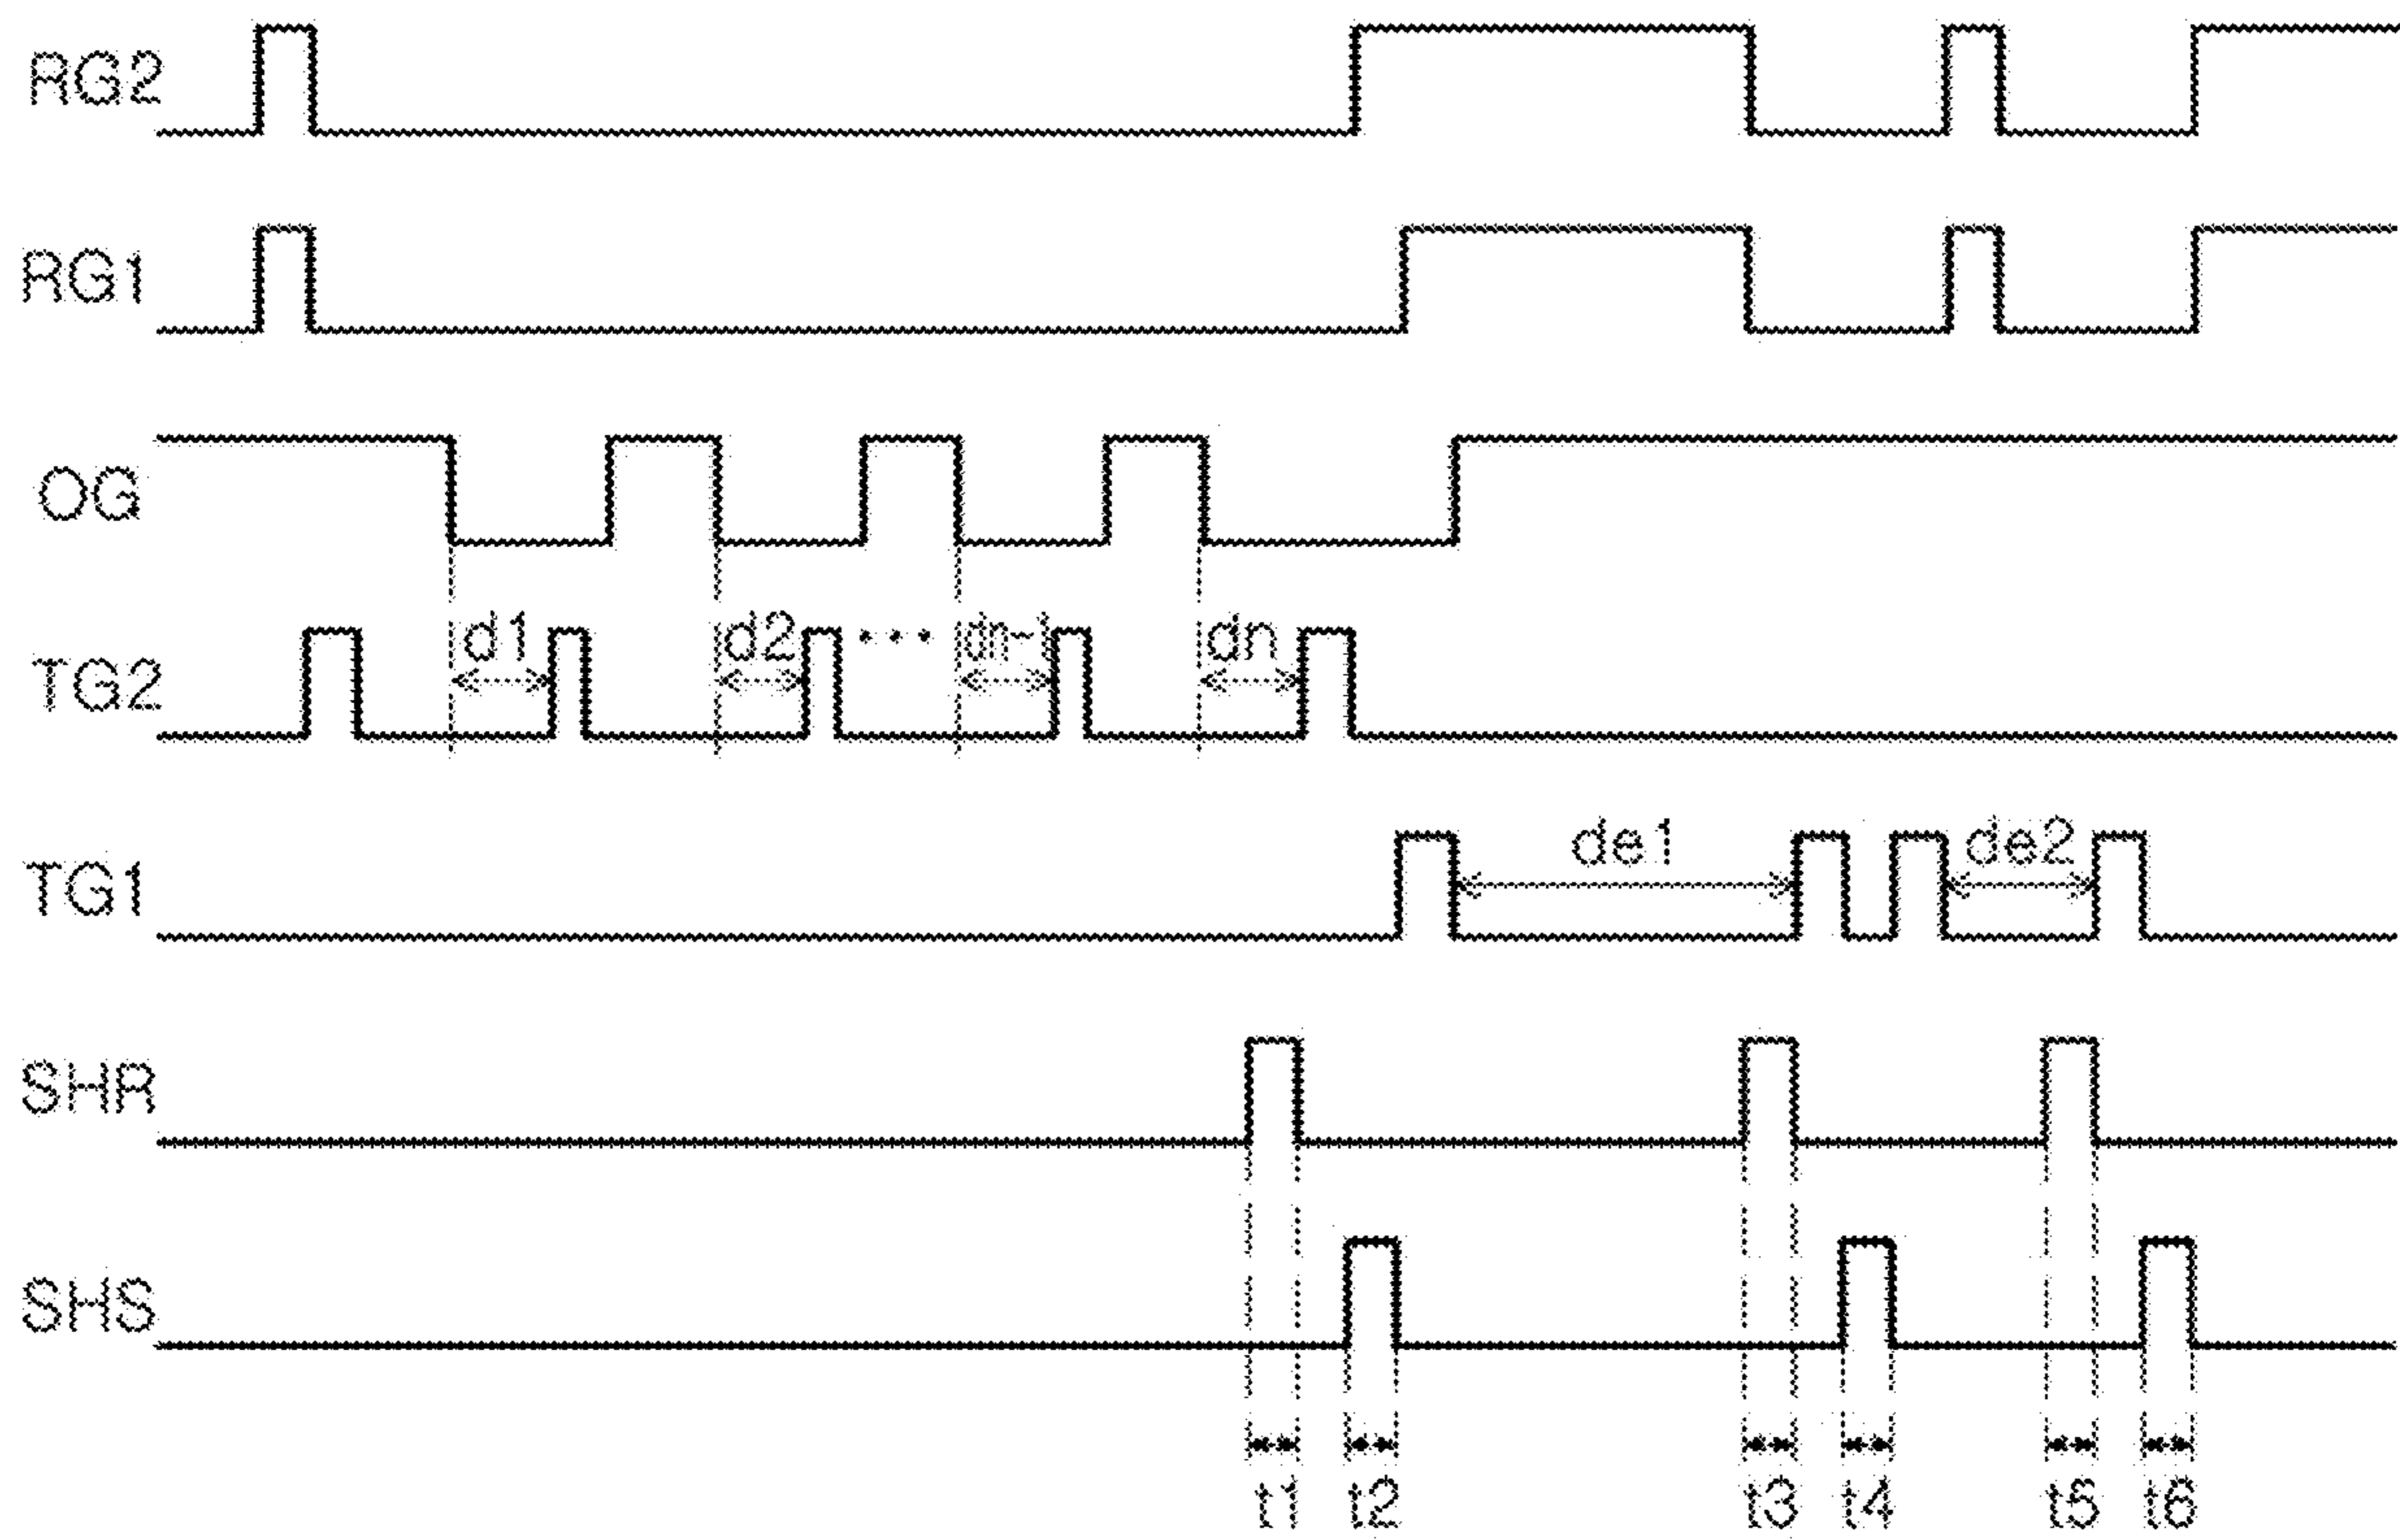 RG2
RG1
OG
TG2
d1 d2 ••• dn-1 dn
TG1
de1 de2
SHR
SHS
t1 t2 t3 t4 t5 t6